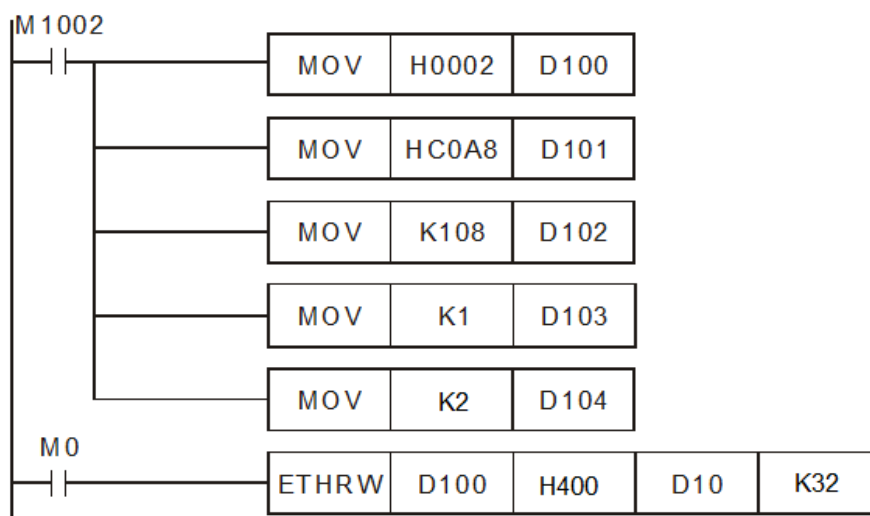 M1002
MOV H0002 D100
MOV HC0A8 D101
MOV K108 D102
MOV K1 D103
MOV K2 D104
M0
ETHRW D100 H400 D10 K32